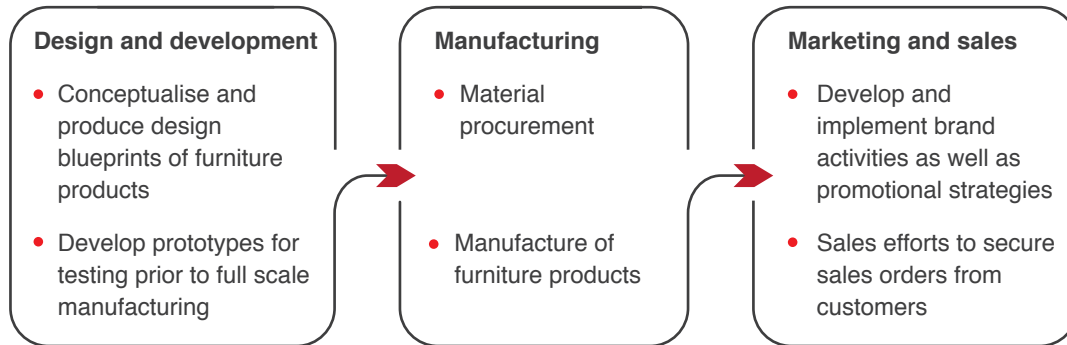 Design and development
• Conceptualise and
produce design
blueprints of furniture
products
• Develop prototypes for
testing prior to full scale
manufacturing
Manufacturing
• Material
procurement
• Manufacture of
furniture products
Marketing and sales
• Develop and
implement brand
activities as well as
promotional strategies
• Sales efforts to secure
sales orders from
customers